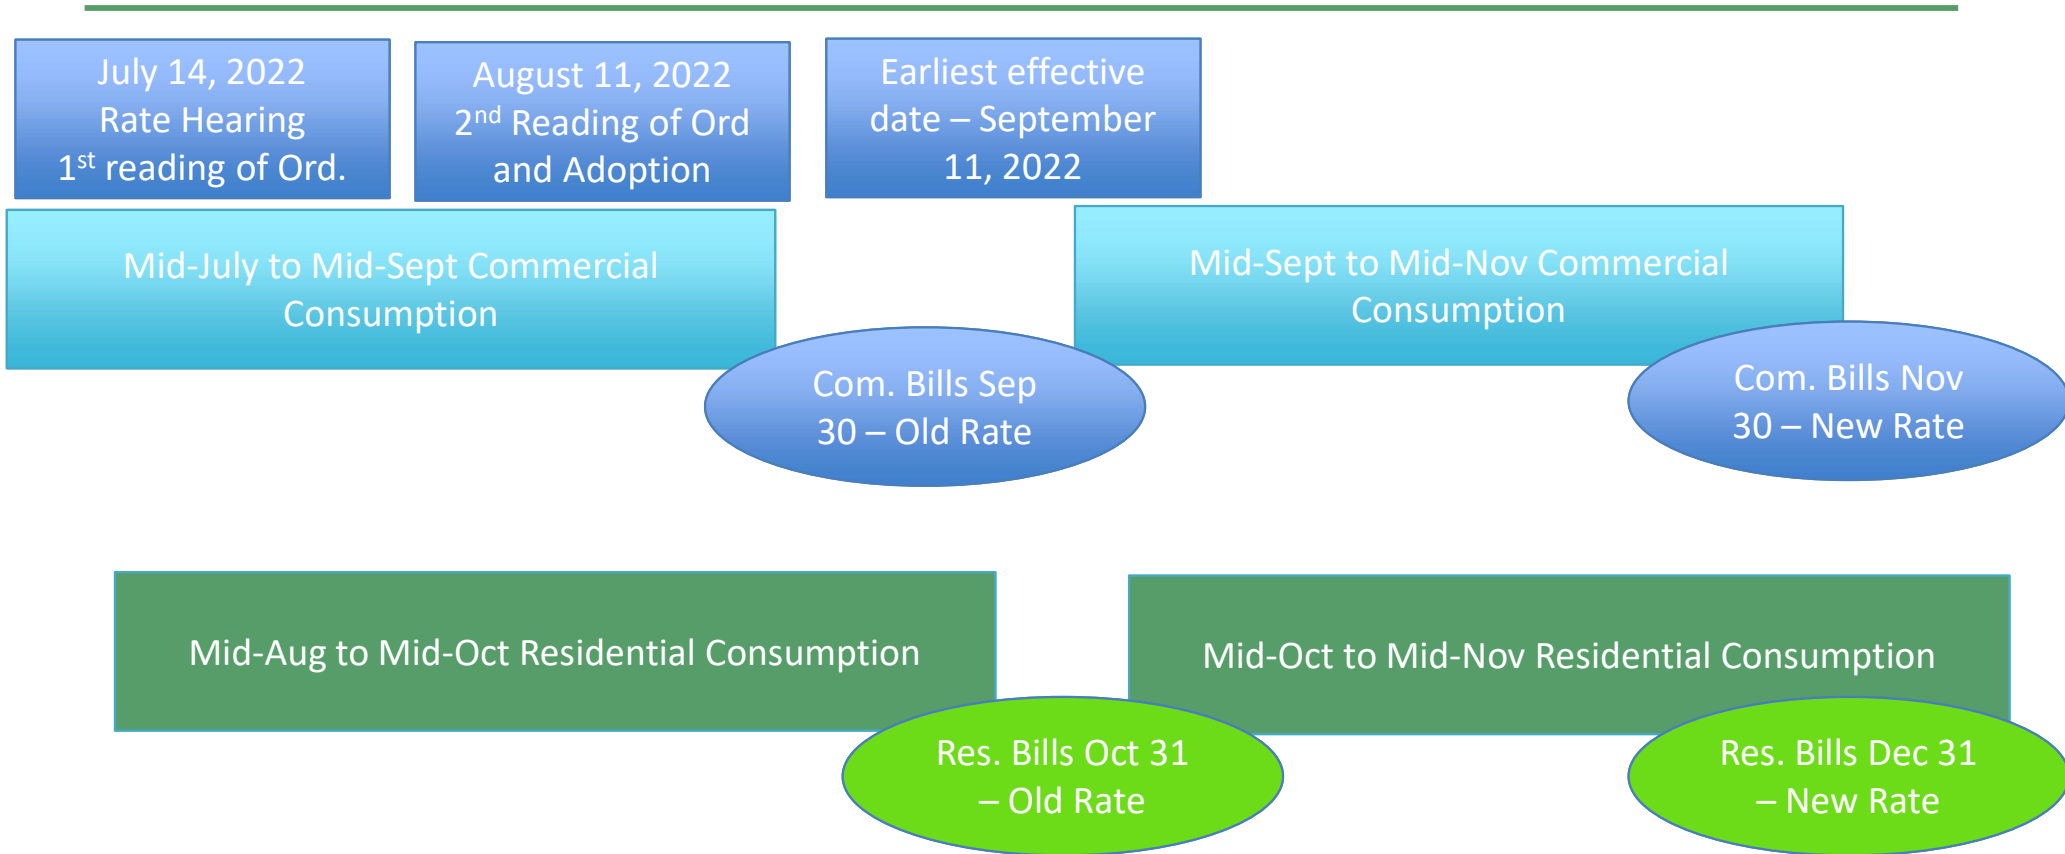 July 14, 2022
Rate Hearing
1st reading of Ord.
August 11, 2022
2nd Reading of Ord
and Adoption
Earliest effective
date – September
11, 2022
Mid-July to Mid-Sept Commercial
Consumption
Mid-Sept to Mid-Nov Commercial
Consumption
Com. Bills Sep
30 – Old Rate
Com. Bills Nov
30 – New Rate
Mid-Aug to Mid-Oct Residential Consumption
Mid-Oct to Mid-Nov Residential Consumption
Res. Bills Oct 31
– Old Rate
Res. Bills Dec 31
– New Rate